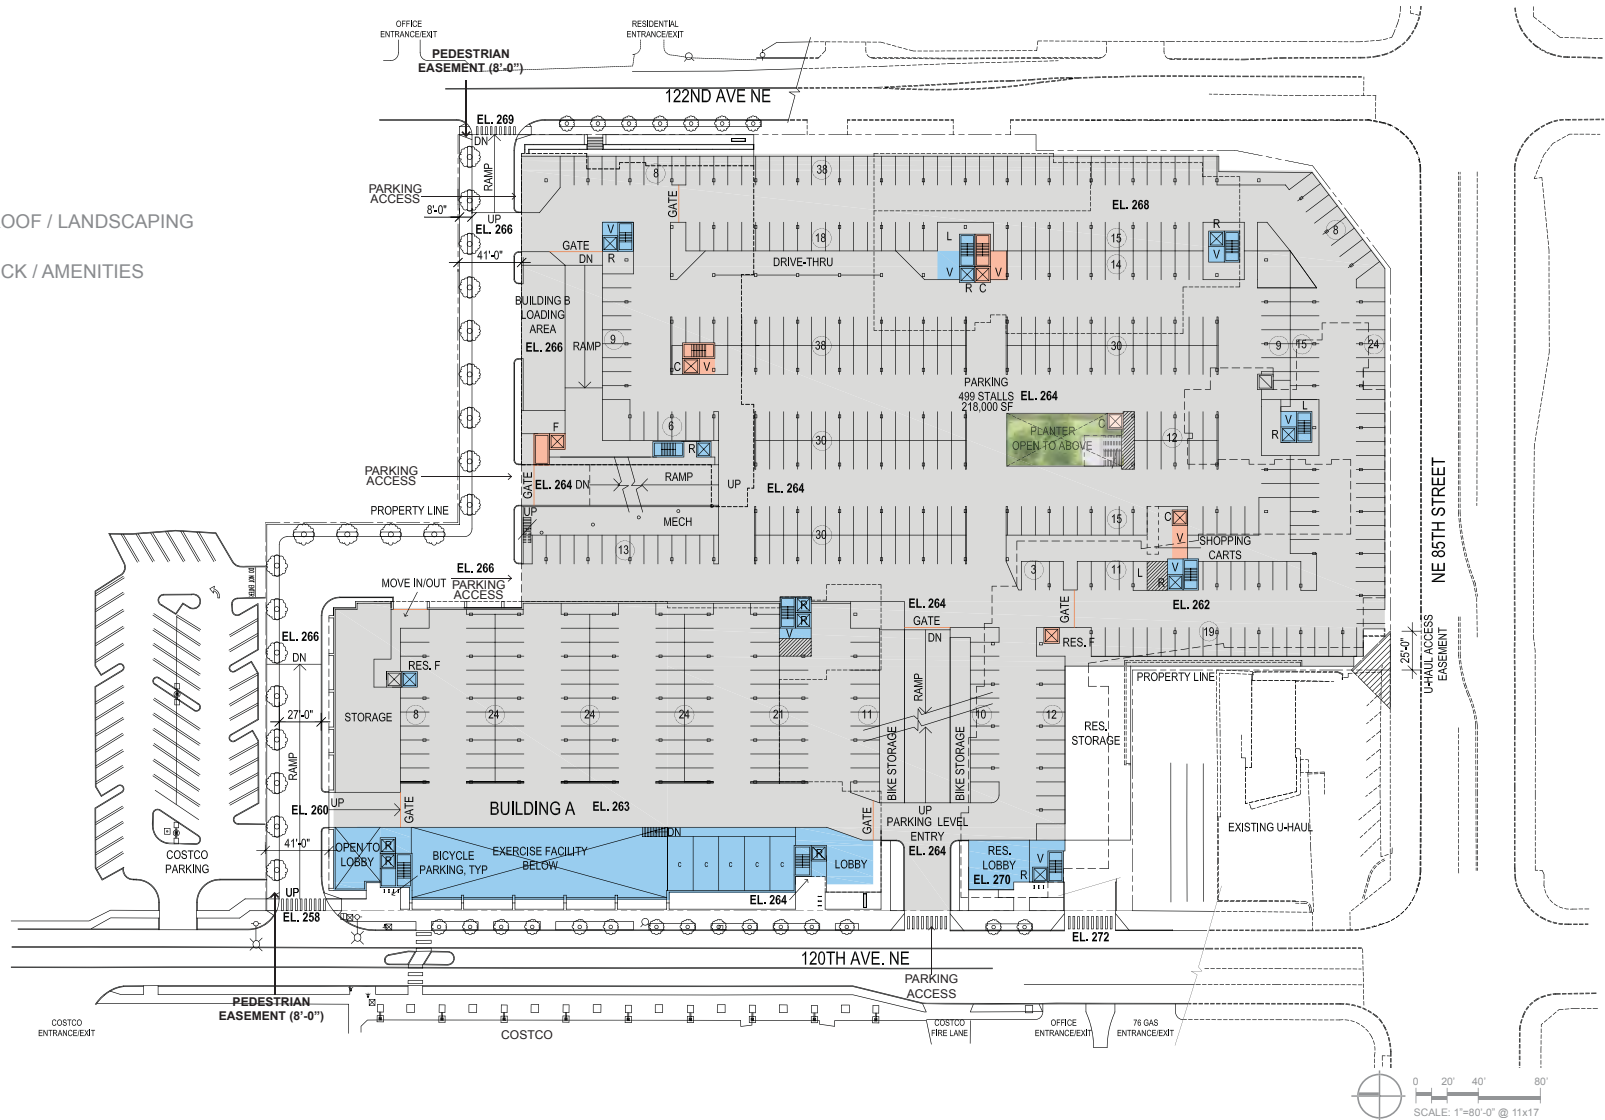 OFFICE
ENTRANCE/EXIT
RESIDENTIAL
ENTRANCE/EXIT
PEDESTRIAN
EASEMENT (8'-0")
122ND AVE NE
EL. 269
DN
RAMP
PARKING
ACCESS
8'-0"
UP
EL. 266
41'-0"
OOF / LANDSCAPING
CK / AMENITIES
8
38
GATE
EL. 268
8
V
R
GATE
DN
18
DRIVE-THRU
L
V
V
R C
15
14
R
V
BUILDING B
LOADING
AREA
EL. 266
RAMP
9
38
30
9
15
24
C
V
PARKING
499 STALLS
218,000 SF
EL. 264
F
6
R
30
PLANTER
OPEN TO ABOVE
C
12
L
V
R
PARKING
ACCESS
GATE
EL. 264
DN
RAMP
UP
EL. 264
NE 85TH STREET
PROPERTY LINE
UP
MECH
13
30
15
C
V
SHOPPING
CARTS
EL. 266
MOVE IN/OUT
PARKING
ACCESS
3
11
L
V
R
EL. 262
EL. 264
GATE
GATE
DN
EL. 266
DN
R
R
V
RES. F
19
25'-0"
U-HAUL ACCESS
EASEMENT
RES. F
PROPERTY LINE
27'-0"
STORAGE
8
24
24
24
21
11
RAMP
10
12
RES.
STORAGE
RAMP
BIKE STORAGE
BIKE STORAGE
EL. 260
UP
GATE
BUILDING A
EL. 263
GATE
UP
PARKING LEVEL
ENTRY
EL. 264
EXISTING U-HAUL
COSTCO
PARKING
41'-0"
OPEN TO
LOBBY
R
R
BICYCLE
PARKING, TYP
EXERCISE FACILITY
BELOW
DN
C
C
C
C
C
R
LOBBY
RES.
LOBBY
EL. 270
V
R
UP
EL. 258
EL. 264
EL. 272
120TH AVE. NE
PARKING
ACCESS
PEDESTRIAN
EASEMENT (8'-0")
COSTCO
ENTRANCE/EXIT
COSTCO
COSTCO
FIRE LANE
OFFICE
ENTRANCE/EXIT
76 GAS
ENTRANCE/EXIT
0 20' 40' 80'
SCALE: 1"=80'-0" @ 11x17